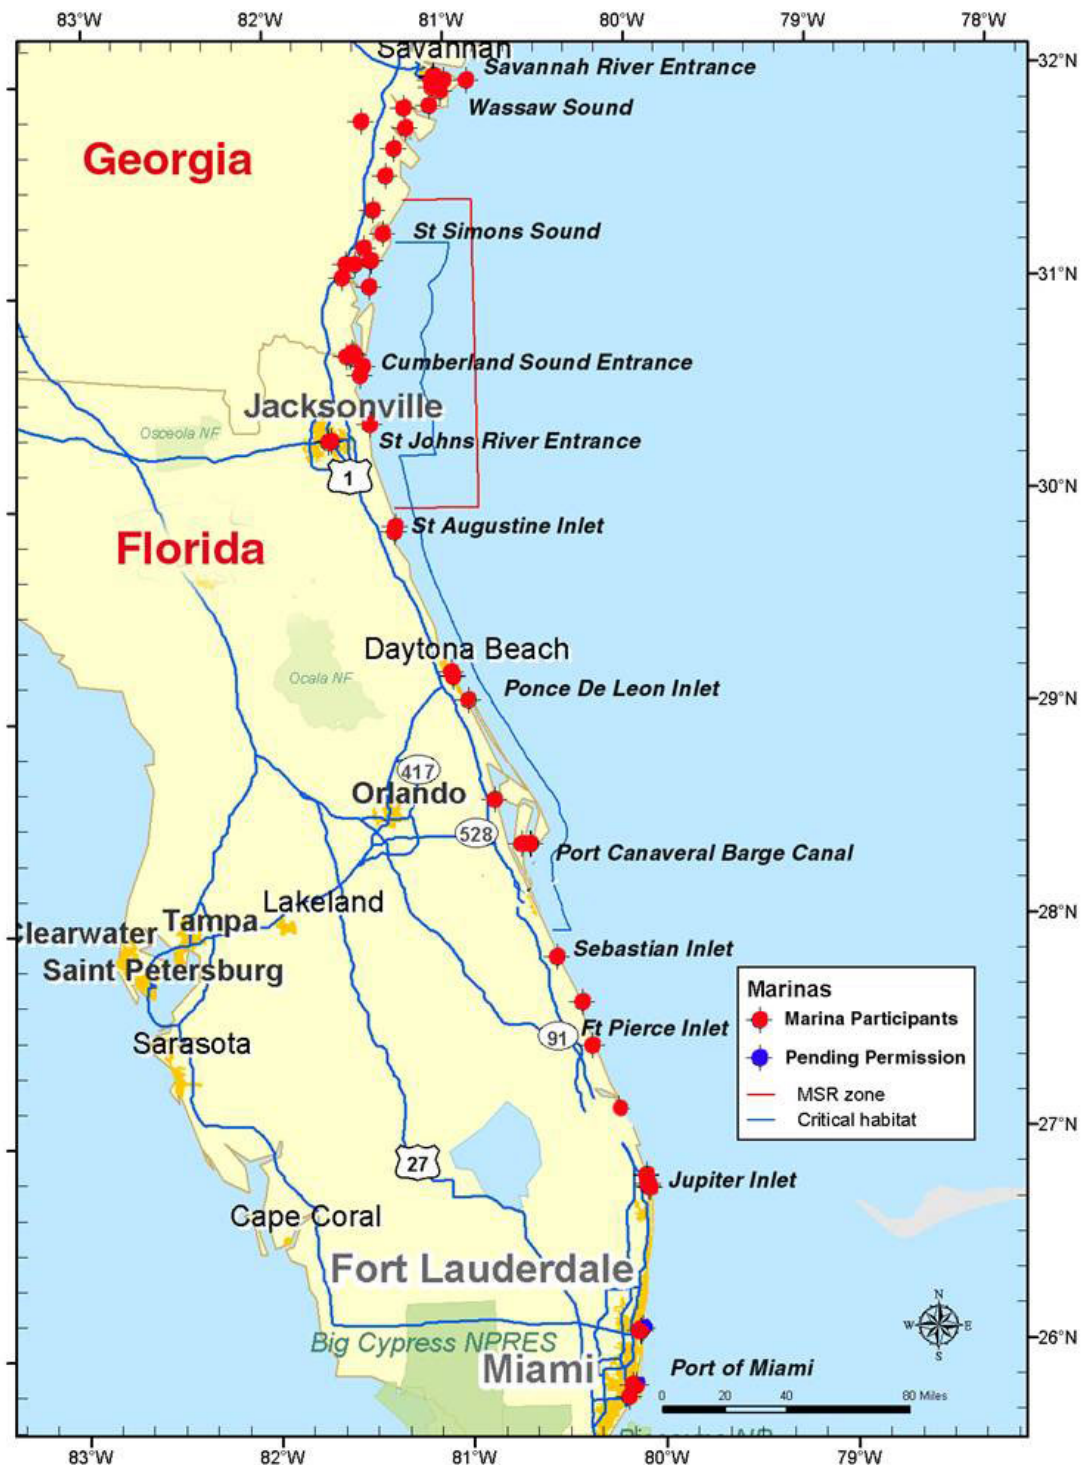 83°W 82°W 81°W 80°W 79°W 78°W
Savannah
32°N
Savannah River Entrance
Wassaw Sound
Georgia
St Simons Sound
31°N
Cumberland Sound Entrance
Jacksonville
Osceola NF
St Johns River Entrance
1
30°N
St Augustine Inlet
Florida
Daytona Beach
Ocala NF
Ponce De Leon Inlet
29°N
417
Orlando
528
Port Canaveral Barge Canal
Lakeland
28°N
Tampa
Clearwater
Sebastian Inlet
Saint Petersburg
Marinas
Marina Participants
Pending Permission
MSR zone
Critical habitat
Ft Pierce Inlet
91
Sarasota
27°N
27
Jupiter Inlet
Cape Coral
Fort Lauderdale
N
W E
S
26°N
Big Cypress NPRES
Miami
Port of Miami
0 20 40 80 Miles
83°W 82°W 81°W 80°W 79°W